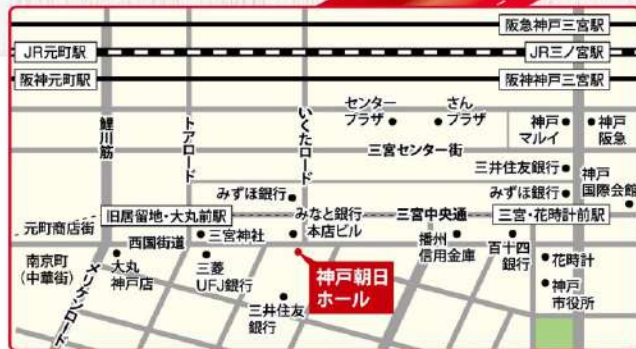 阪急神戸三宮駅
JR元町駅
JR三ノ宮駅
阪神元町駅
阪神神戸三宮駅
鯉川筋
トアロード
いくたロード
センター
プラザ
さん
プラザ
神戸
マルイ
神戸
阪急
三宮センター街
三井住友銀行
みずほ銀行
みずほ銀行
神戸
国際会館
旧居留地・大丸前駅
みなと銀行
本店ビル
三宮中央通
三宮・花時計前駅
元町商店街
西国街道
三宮神社
播州
信用金庫
百十四
銀行
南京町
(中華街)
メリケンロード
大丸
神戸店
三菱
UFJ銀行
神戸朝日
ホール
花時計
三井住友
銀行
神戸
市役所